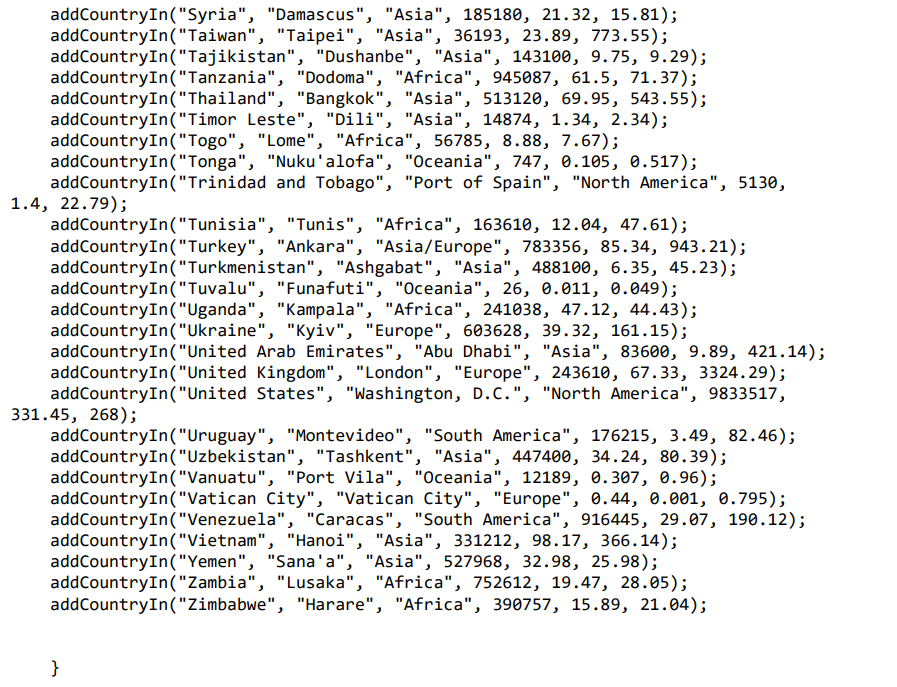 addCountryIn("Syria", "Damascus", "Asia", 185180, 21.32, 15.81);
addCountryIn("Taiwan", "Taipei", "Asia", 36193, 23.89, 773.55);
addCountryIn("Tajikistan", "Dushanbe", "Asia", 143100, 9.75, 9.29);
addCountryIn("Tanzania", "Dodoma", "Africa", 945087, 61.5, 71.37);
addCountryIn("Thailand", "Bangkok", "Asia", 513120, 69.95, 543.55);
addCountryIn("Timor Leste", "Dili", "Asia", 14874, 1.34, 2.34);
addCountryIn("Togo", "Lome", "Africa", 56785, 8.88, 7.67);
addCountryIn("Tonga", "Nuku'alofa", "Oceania", 747, 0.105, 0.517);
addCountryIn("Trinidad and Tobago", "Port of Spain", "North America", 5130,
1.4, 22.79);
addCountryIn("Tunisia", "Tunis", "Africa", 163610, 12.04, 47.61);
addCountryIn("Turkey", "Ankara", "Asia/Europe", 783356, 85.34, 943.21);
addCountryIn("Turkmenistan", "Ashgabat", "Asia", 488100, 6.35, 45.23);
addCountryIn("Tuvalu", "Funafuti", "Oceania", 26, 0.011, 0.049);
addCountryIn("Uganda", "Kampala", "Africa", 241038, 47.12, 44.43);
addCountryIn("Ukraine", "Kyiv", "Europe", 603628, 39.32, 161.15);
addCountryIn("United Arab Emirates", "Abu Dhabi", "Asia", 83600, 9.89, 421.14);
addCountryIn("United Kingdom", "London", "Europe", 243610, 67.33, 3324.29);
addCountryIn("United States", "Washington, D.C.", "North America", 9833517,
331.45, 268);
addCountryIn("Uruguay", "Montevideo", "South America", 176215, 3.49, 82.46);
addCountryIn("Uzbekistan", "Tashkent", "Asia", 447400, 34.24, 80.39);
addCountryIn("Vanuatu", "Port Vila", "Oceania", 12189, 0.307, 0.96);
addCountryIn("Vatican City", "Vatican City", "Europe", 0.44, 0.001, 0.795);
addCountryIn("Venezuela", "Caracas", "South America", 916445, 29.07, 190.12);
addCountryIn("Vietnam", "Hanoi", "Asia", 331212, 98.17, 366.14);
addCountryIn("Yemen", "Sana'a", "Asia", 527968, 32.98, 25.98);
addCountryIn("Zambia", "Lusaka", "Africa", 752612, 19.47, 28.05);
addCountryIn("Zimbabwe", "Harare", "Africa", 390757, 15.89, 21.04);
}